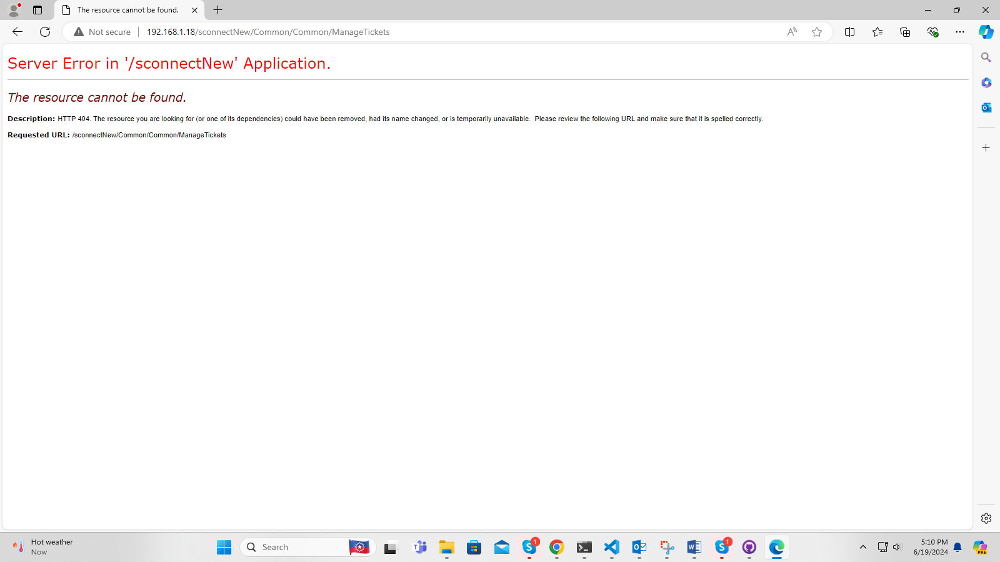 The resource cannot be found.
Not secure
192.168.1.18/sconnectNew/Common/Common/ManageTickets
Server Error in '/sconnectNew' Application.
The resource cannot be found.
Description: HTTP 404. The resource you are looking for (or one of its dependencies) could have been removed, had its name changed, or is temporarily unavailable.  Please review the following URL and make sure that it is spelled correctly.
Requested URL: /sconnectNew/Common/Common/ManageTickets
Hot weather
Now
Search
1
1
5:10 PM
6/19/2024
PRE